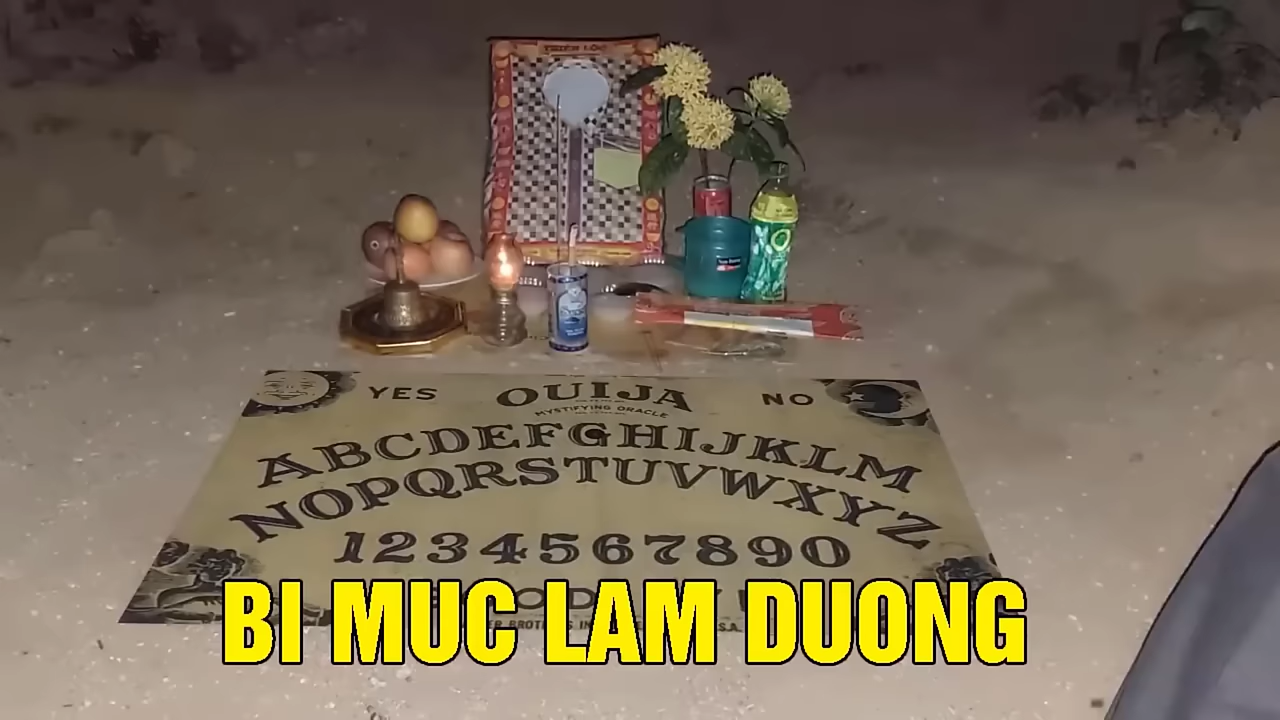 YES
OUIJA
NO
MYSTIFYING ORACLE
ABCDEFGHIJKLM
NOPQRSTUVWXYZ
1234567890
BI MUC LAM DUONG